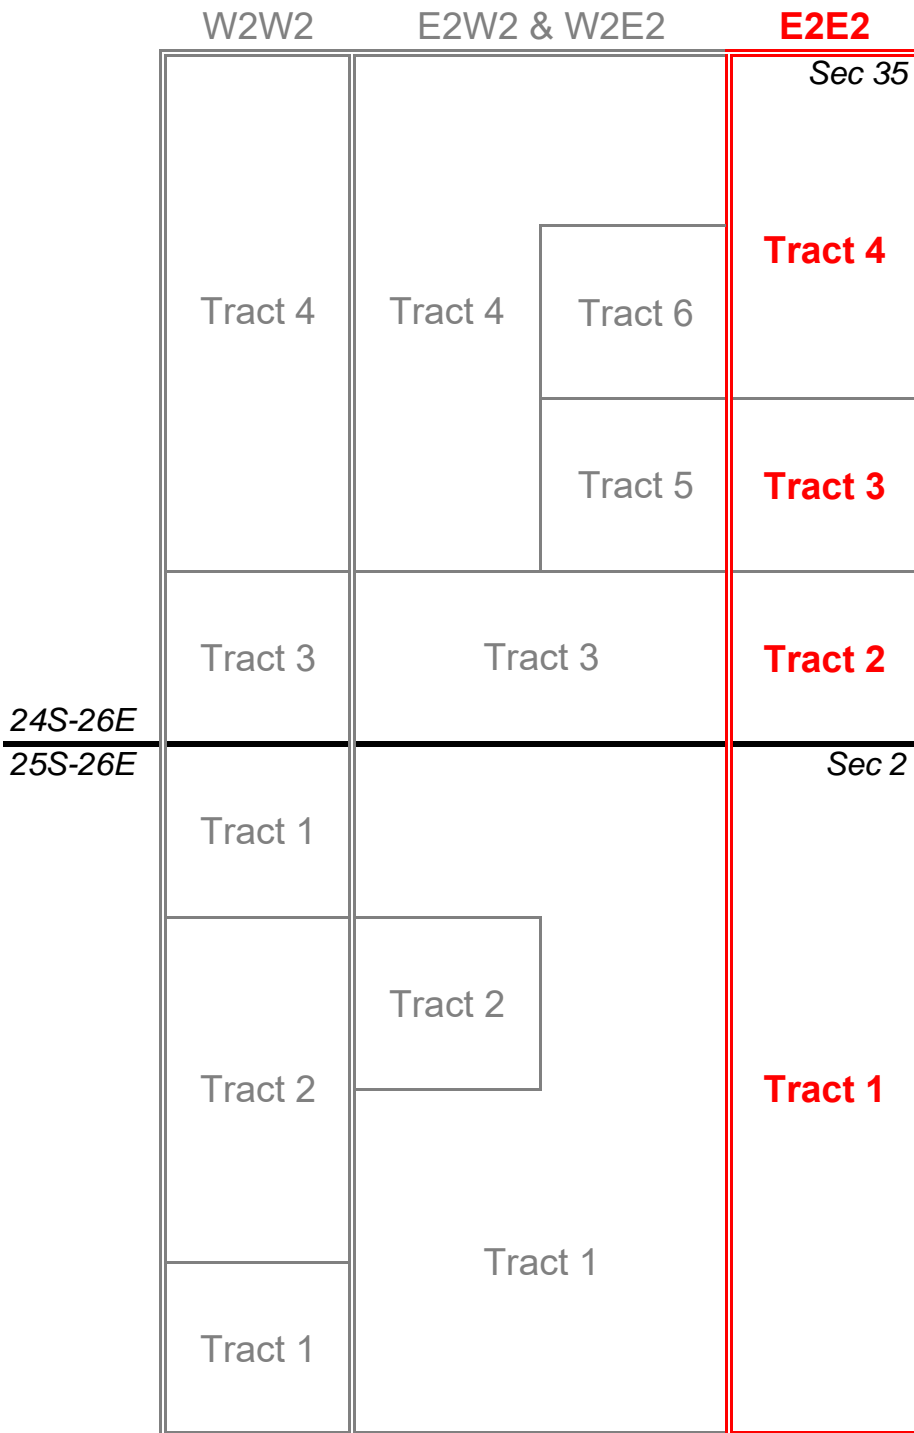 W2W2 E2W2 & W2E2 E2E2
Sec 35
Tract 4
Tract 4 Tract 4 Tract 6
Tract 5 Tract 3
Tract 3 Tract 3 Tract 2
24S-26E
25S-26E Sec 2
Tract 1
Tract 2
Tract 2 Tract 1
Tract 1
Tract 1